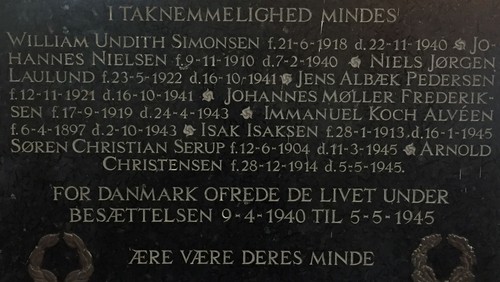 I TAKNEMMELIGHED MINDES
WILLIAM UNDITH SIMONSEN f.21-6-1918 d.22-11-1940 JO-
HANNES NIELSEN f.9-11-1910 d.7-2-1940 NIELS JØRGEN
LAULUND f.23-5-1922 d.16-10-1941 JENS ALBÆK PEDERSEN
f.12-11-1921 d.16-10-1941 JOHANNES MØLLER FREDERIK-
SEN f.17-9-1919 d.24-4-1943 IMMANUEL KOCH ALVÉEN
f.6-4-1897 d.2-10-1943 ISAK ISAKSEN f.28-1-1913.d.16-1-1945
SØREN CHRISTIAN SERUP f.12-6-1904 d.11-3-1945 ARNOLD
CHRISTENSEN f.28-12-1914 d.5-5-1945.
FOR DANMARK OFREDE DE LIVET UNDER
BESÆTTELSEN 9-4-1940 TIL 5-5-1945
ÆRE VÆRE DERES MINDE